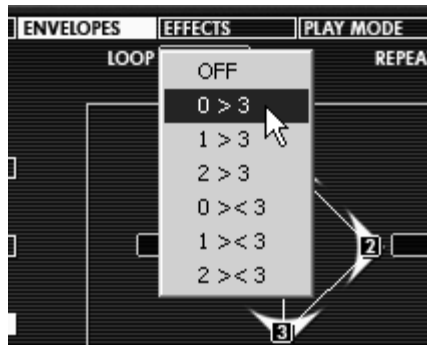 ENVELOPES EFFECTS PLAY MODE
LOOP REPEA
OFF
0 > 3
1 > 3
2 > 3
0 >< 3
1 >< 3
2 >< 3
2
3